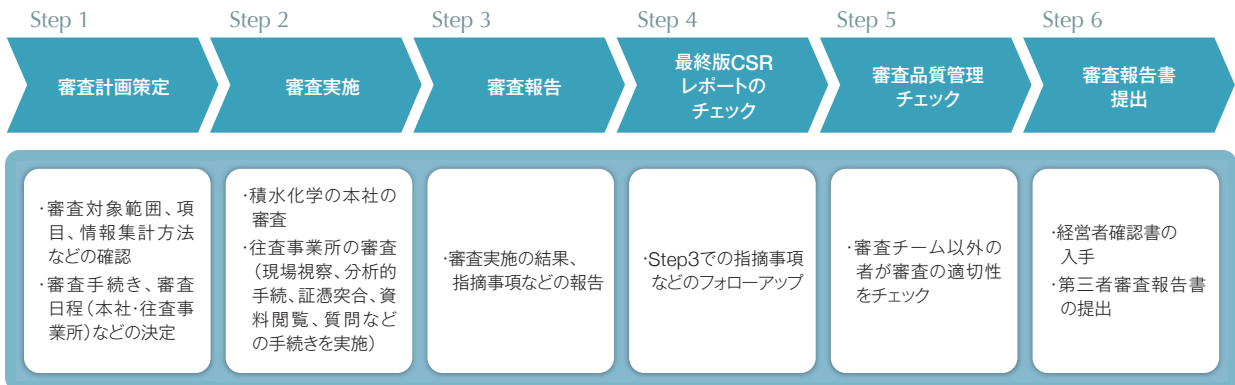 Step 1
Step 2
Step 3
Step 4
Step 5
Step 6
審査計画策定
審査実施
審査報告
最終版CSR
レポートの
チェック
審査品質管理
チェック
審査報告書
提出
・審査対象範囲、項
目、情報集計方法
などの確認
・審査手続き、審査
日程（本社・往査事
業所）などの決定
・積水化学の本社の
審査
・往査事業所の審査
（現場視察、分析的
手続、証憑突合、資
料閲覧、質問など
の手続きを実施）
・審査実施の結果、
指摘事項などの報告
・Step3での指摘事項
などのフォローアップ
・審査チーム以外の
者が審査の適切性
をチェック
・経営者確認書の
入手
・第三者審査報告書
の提出